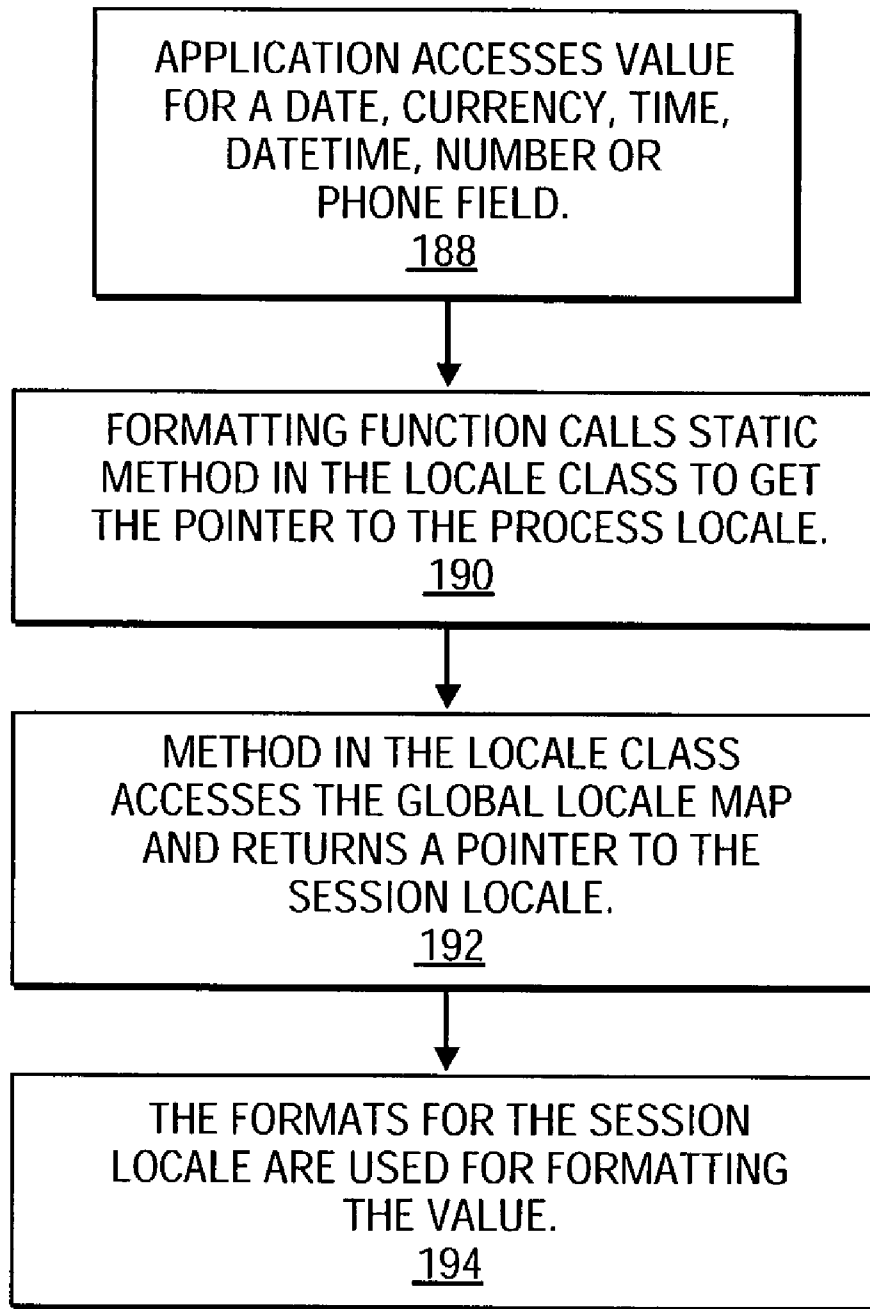 APPLICATION ACCESSES VALUE
FOR A DATE, CURRENCY, TIME,
DATETIME, NUMBER OR
PHONE FIELD.
188
FORMATTING FUNCTION CALLS STATIC
METHOD IN THE LOCALE CLASS TO GET
THE POINTER TO THE PROCESS LOCALE.
190
METHOD IN THE LOCALE CLASS
ACCESSES THE GLOBAL LOCALE MAP
AND RETURNS A POINTER TO THE
SESSION LOCALE.
192
THE FORMATS FOR THE SESSION
LOCALE ARE USED FOR FORMATTING
THE VALUE.
194